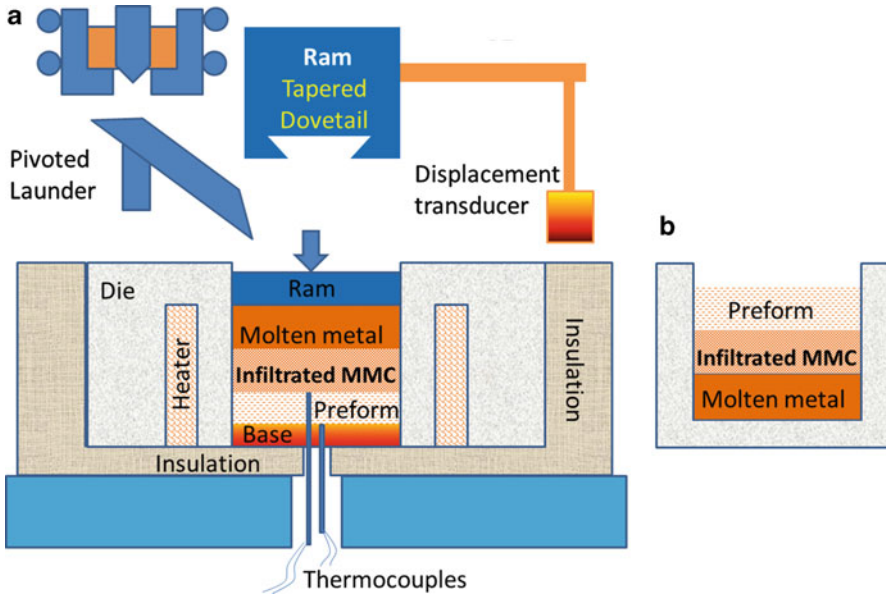 a
Ram
Tapered
Dovetail
Pivoted
Launder
Displacement
transducer
b
Die
Ram
Heater
Molten metal
Infiltrated MMC
Preform
Base
Insulation
Insulation
Thermocouples
Preform
Infiltrated MMC
Molten metal